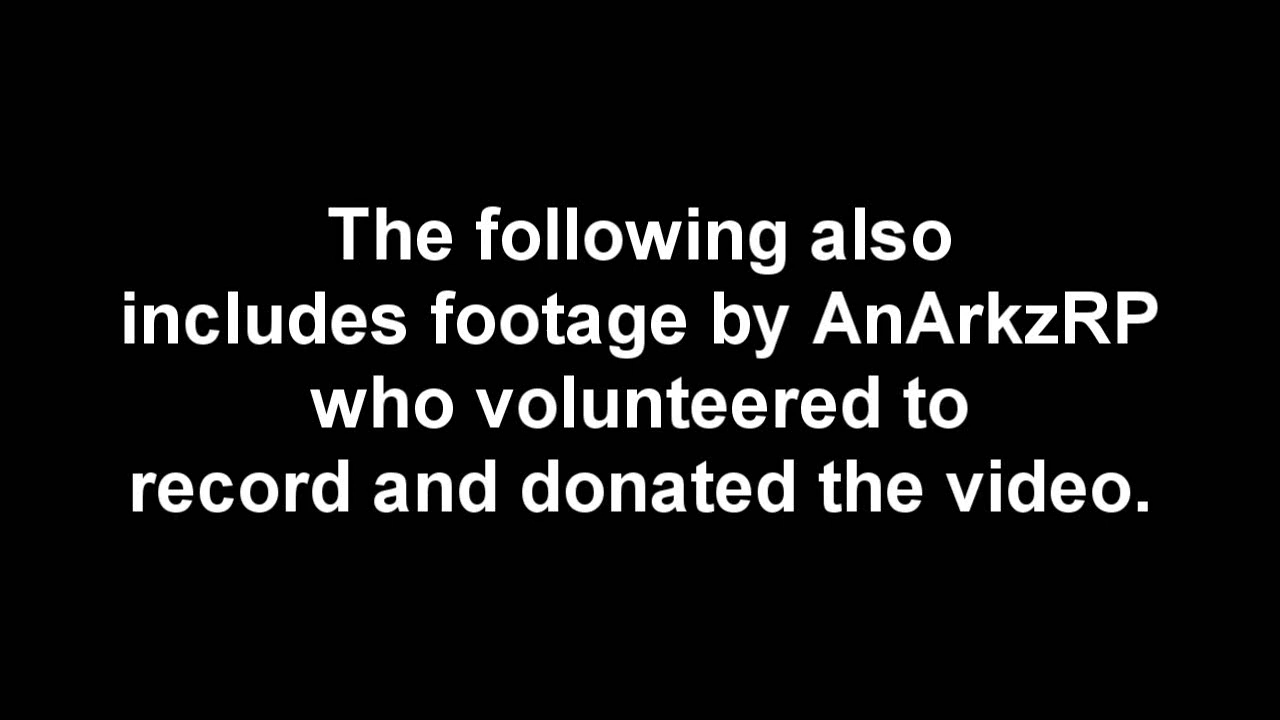 The following also
includes footage by AnArkzRP
who volunteered to
record and donated the video.